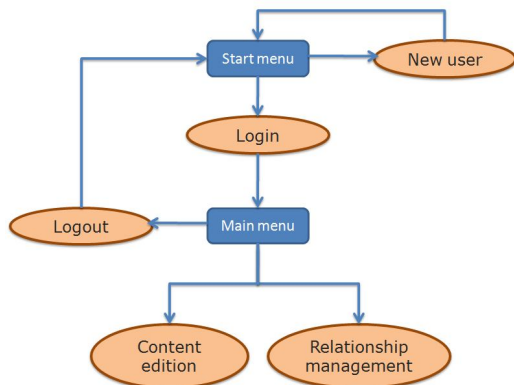 Start menu
New user
Login
Logout
Main menu
Content
edition
Relationship
management